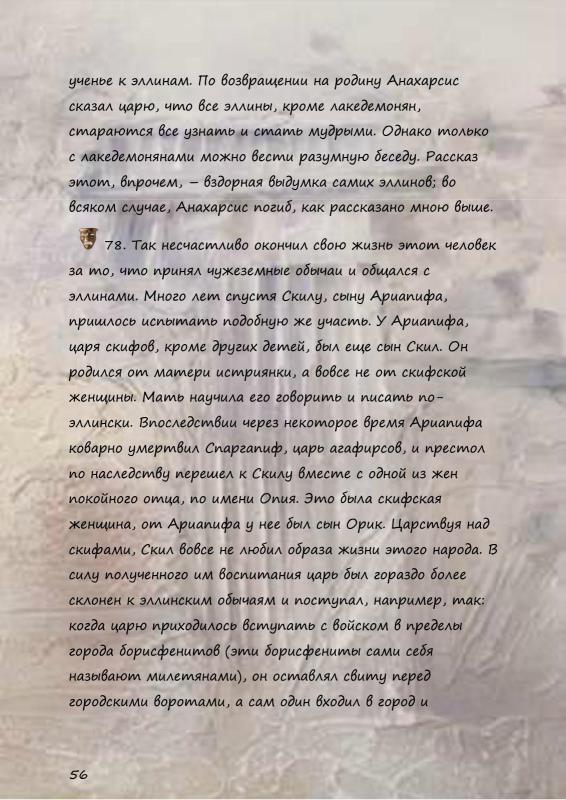 ученье к эллинам. По возвращении на родину Анахарсис
сказал царю, что все эллины, кроме лакедемонян,
стараются все узнать и стать мудрыми. Однако только
с лакедемонянами можно вести разумную беседу. Рассказ
этот, впрочем, – вздорная выдумка самих эллинов; во
всяком случае, Анахарсис погиб, как рассказано мною выше.
78. Так несчастливо окончил свою жизнь этот человек
за то, что принял чужеземные обычаи и общался с
эллинами. Много лет спустя Скилу, сыну Ариапифа,
пришлось испытать подобную же участь. У Ариапифа,
царя скифов, кроме других детей, был еще сын Скил. Он
родился от матери истриянки, а вовсе не от скифской
женщины. Мать научила его говорить и писать по-
эллински. Впоследствии через некоторое время Ариапифа
коварно умертвил Спаргапиф, царь агафирсов, и престол
по наследству перешел к Скилу вместе с одной из жен
покойного отца, по имени Опия. Это была скифская
женщина, от Ариапифа у нее был сын Орик. Царствуя над
скифами, Скил вовсе не любил образа жизни этого народа. В
силу полученного им воспитания царь был гораздо более
склонен к эллинским обычаям и поступал, например, так:
когда царю приходилось вступать с войском в пределы
города борисфенитов (эти борисфениты сами себя
называют милетянами), он оставлял свиту перед
городскими воротами, а сам один входил в город и
56